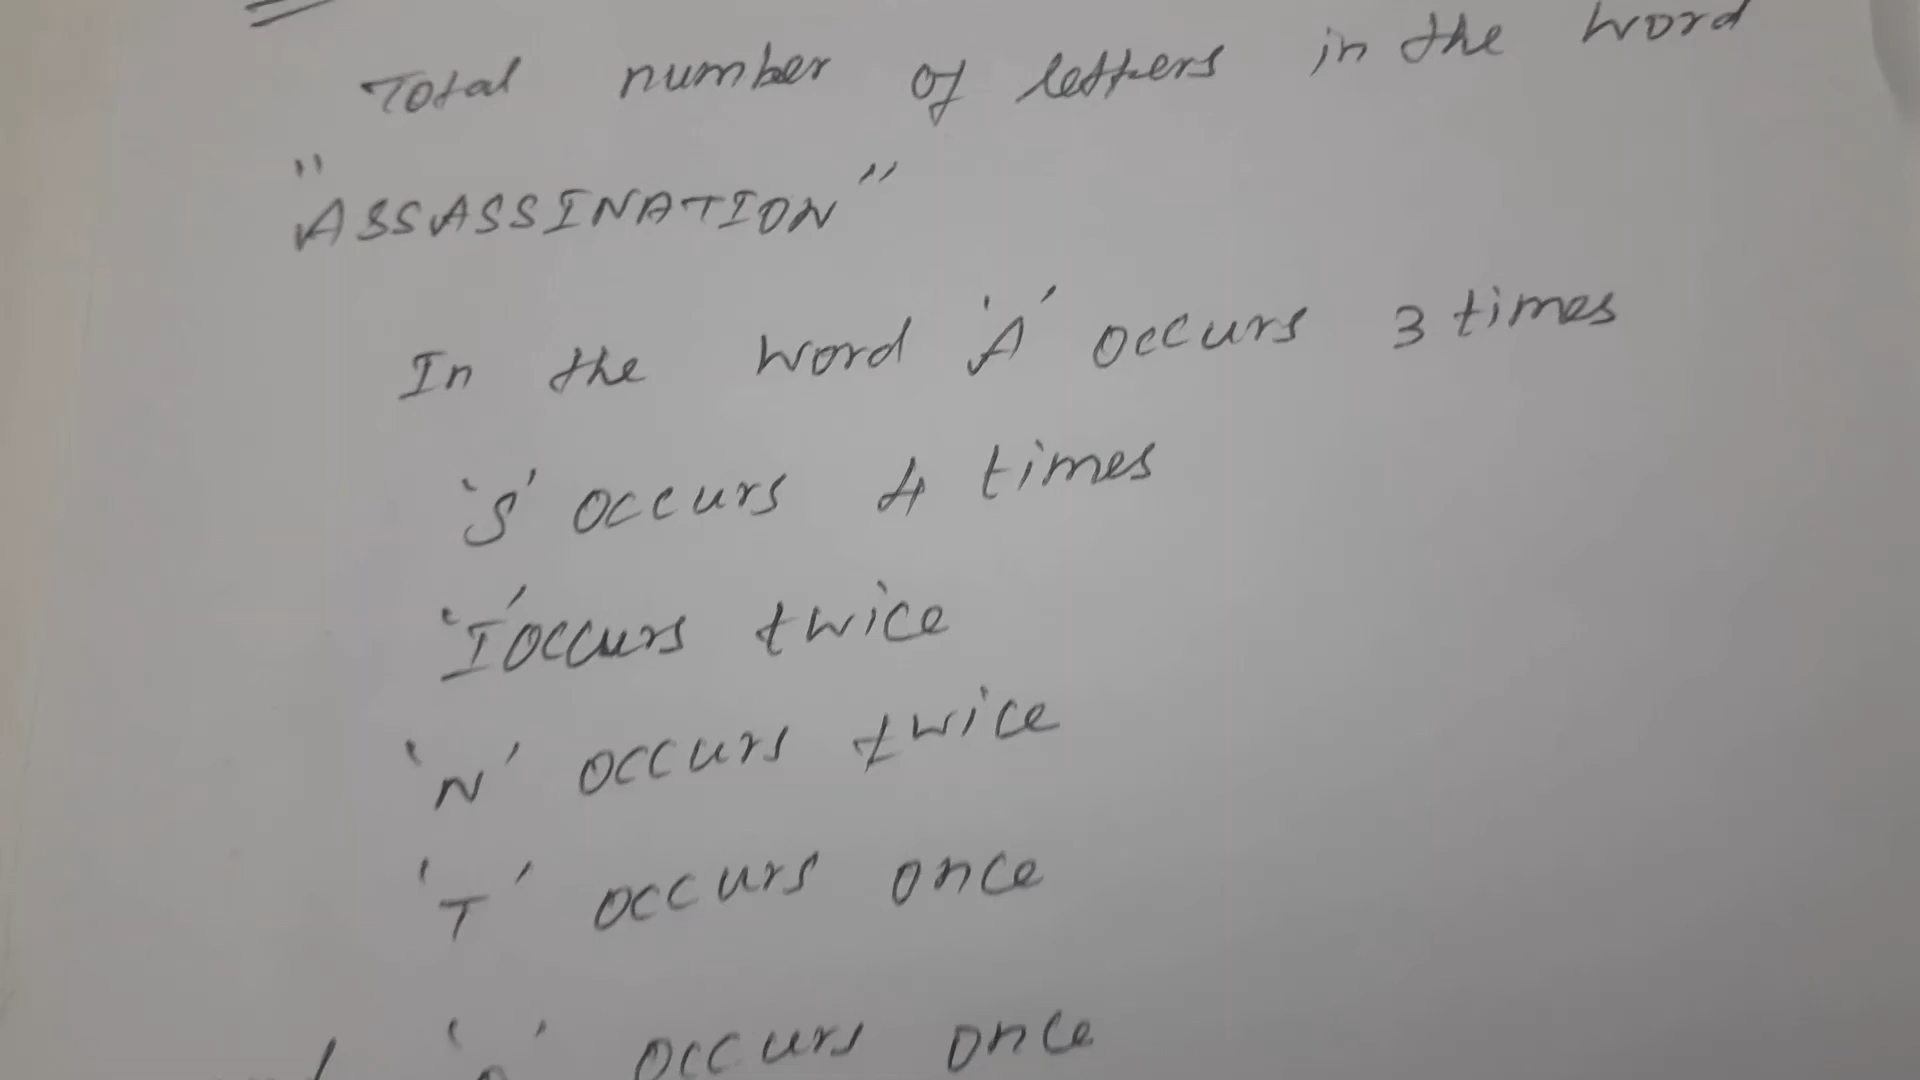 Total number of letters in the word
"ASSASSINATION"
In the word 'A' occurs 3 times
'S' occurs 4 times
'I' occurs twice
'N' occurs twice
'T' occurs once
occurs once